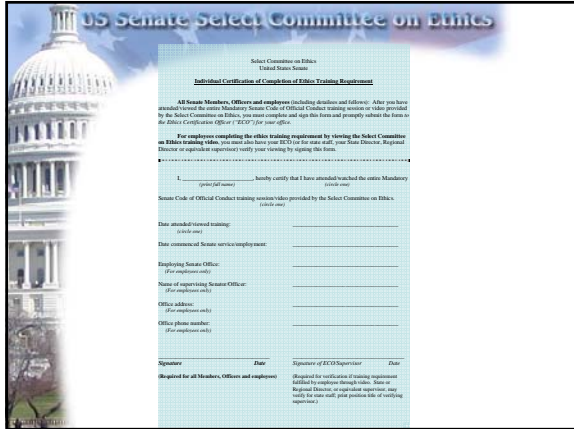 US Senate Select Committee on Ethics
Select Committee on Ethics
United States Senate
Individual Certification of Completion of Ethics Training Requirement
All Senate Members, Officers and employees (including detailees and fellows): After you have
attended/viewed the entire Mandatory Senate Code of Official Conduct training session or video provided
by the Select Committee on Ethics, you must complete and sign this form and promptly submit the form to
the Ethics Certification Officer ("ECO") for your office.
For employees completing the ethics training requirement by viewing the Select Committee
on Ethics training video, you must also have your ECO (or for state staff, your State Director, Regional
Director or equivalent supervisor) verify your viewing by signing this form.
I, ______________________, hereby certify that I have attended/watched the entire Mandatory
(print full name) (circle one)
Senate Code of Official Conduct training session/video provided by the Select Committee on Ethics.
(circle one)
Date attended/viewed training: ______________________
(circle one)
Date commenced Senate service/employment: ______________________
Employing Senate Office: ______________________
(For employees only)
Name of supervising Senator/Officer: ______________________
(For employees only)
Office address: ______________________
(For employees only)
Office phone number: ______________________
(For employees only)
Signature Date Signature of ECO/Supervisor Date
(Required for all Members, Officers and employees) (Required for verification if training requirement
fulfilled by employee through video. State or
Regional Director, or equivalent supervisor, may
verify for state staff; print position title of verifying
supervisor.)